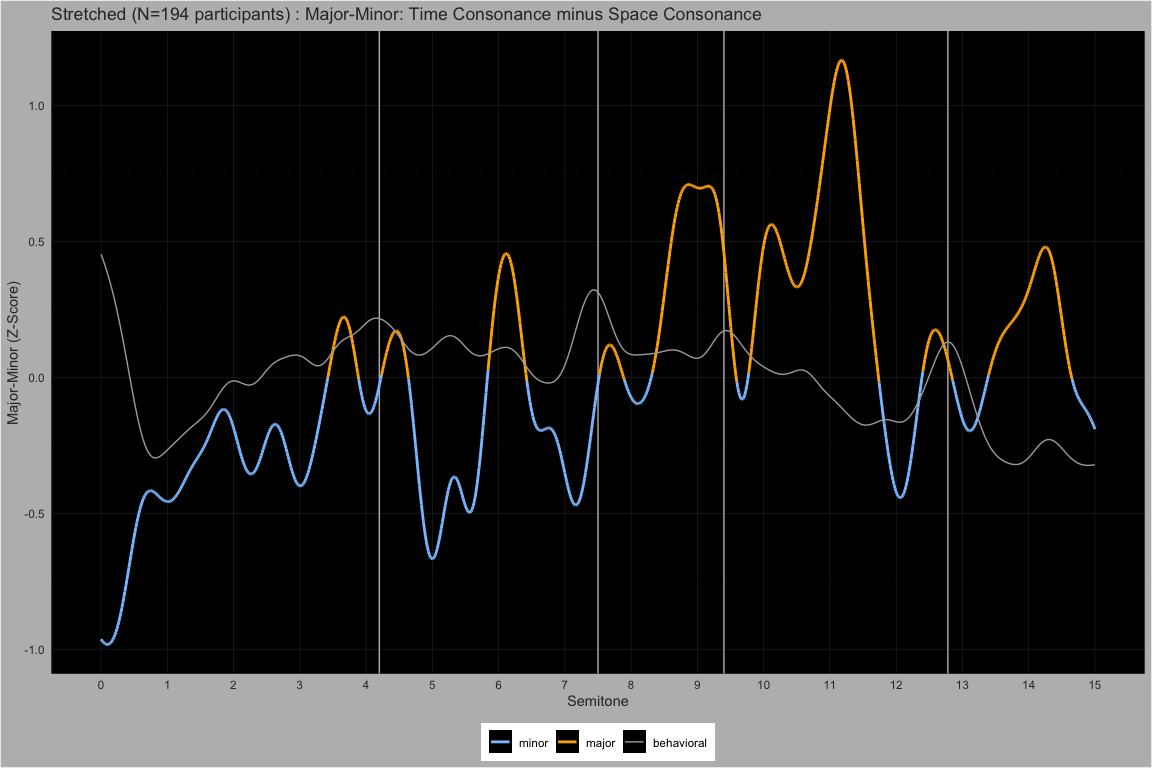 Stretched (N=194 participants) : Major-Minor: Time Consonance minus Space Consonance
Major-Minor (Z-Score)
1.0
0.5
0.0
-0.5
-1.0
0 1 2 3 4 5 6 7 8 9 10 11 12 13 14 15
Semitone
minor major behavioral